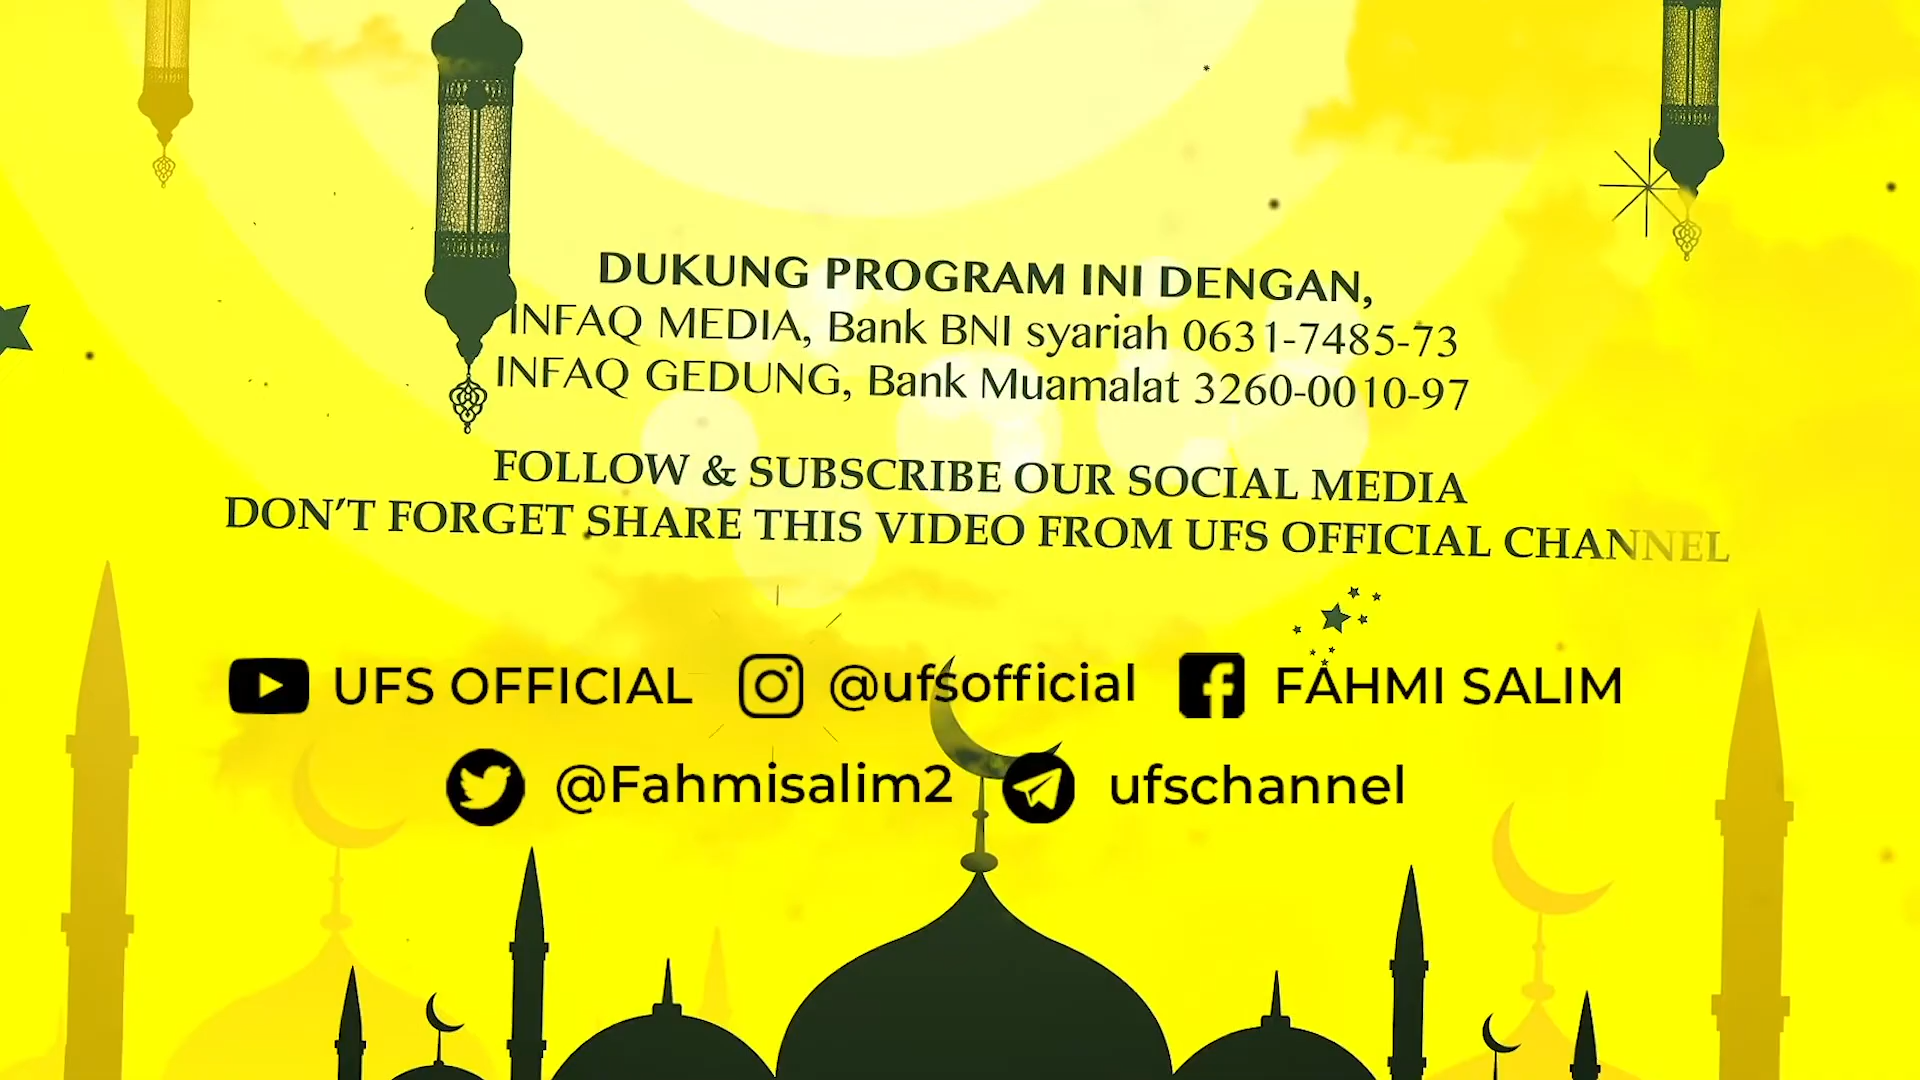 DUKUNG PROGRAM INI DENGAN,
INFAQ MEDIA, Bank BNI syariah 0631-7485-73
INFAQ GEDUNG, Bank Muamalat 3260-0010-97
FOLLOW & SUBSCRIBE OUR SOCIAL MEDIA
DON'T FORGET SHARE THIS VIDEO FROM UFS OFFICIAL CHANNEL
UFS OFFICIAL @ufsofficial FAHMI SALIM
@Fahmisalim2 ufschannel